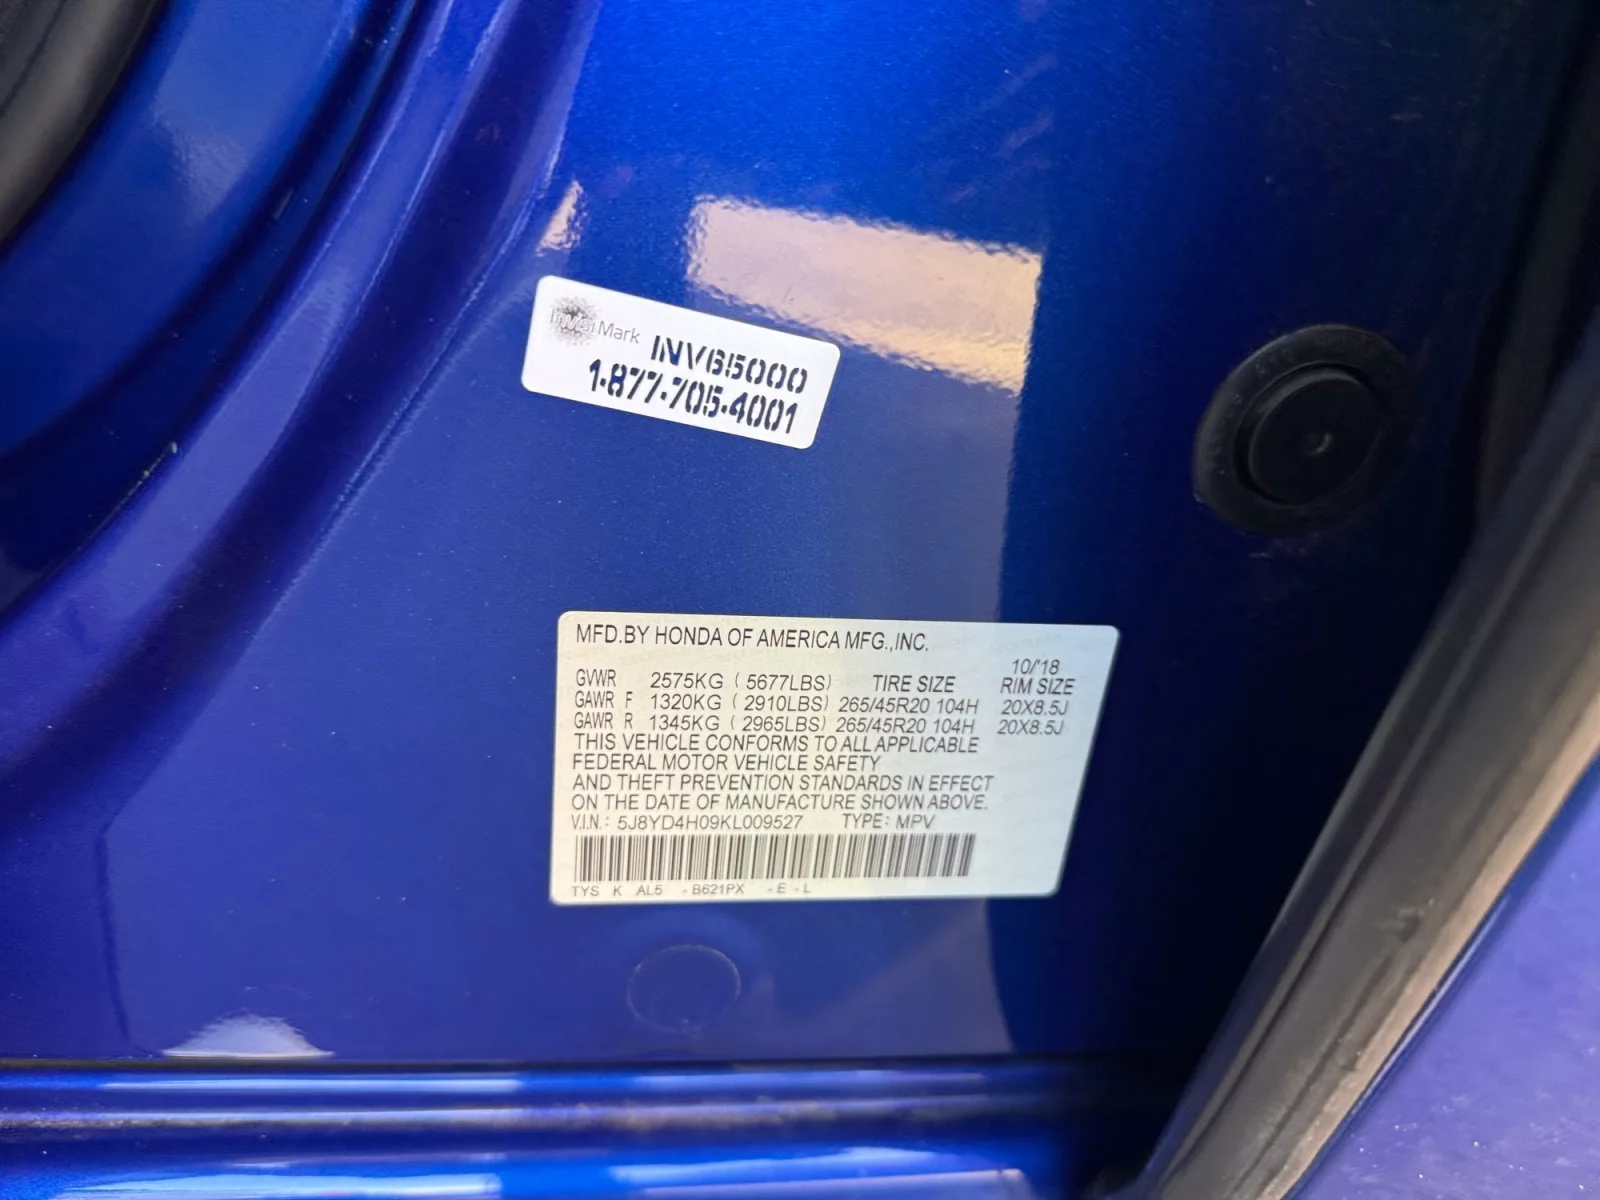 InVisiMark
INV65000
1-877-705-4001
MFD.BY HONDA OF AMERICA MFG.,INC.
10/'18
GVWR 2575KG ( 5677LBS) TIRE SIZE RIM SIZE
GAWR F 1320KG ( 2910LBS) 265/45R20 104H 20X8.5J
GAWR R 1345KG ( 2965LBS) 265/45R20 104H 20X8.5J
THIS VEHICLE CONFORMS TO ALL APPLICABLE
FEDERAL MOTOR VEHICLE SAFETY
AND THEFT PREVENTION STANDARDS IN EFFECT
ON THE DATE OF MANUFACTURE SHOWN ABOVE.
V.I.N.: 5J8YD4H09KL009527 TYPE: MPV
TYS K AL5 -B621PX -E -L